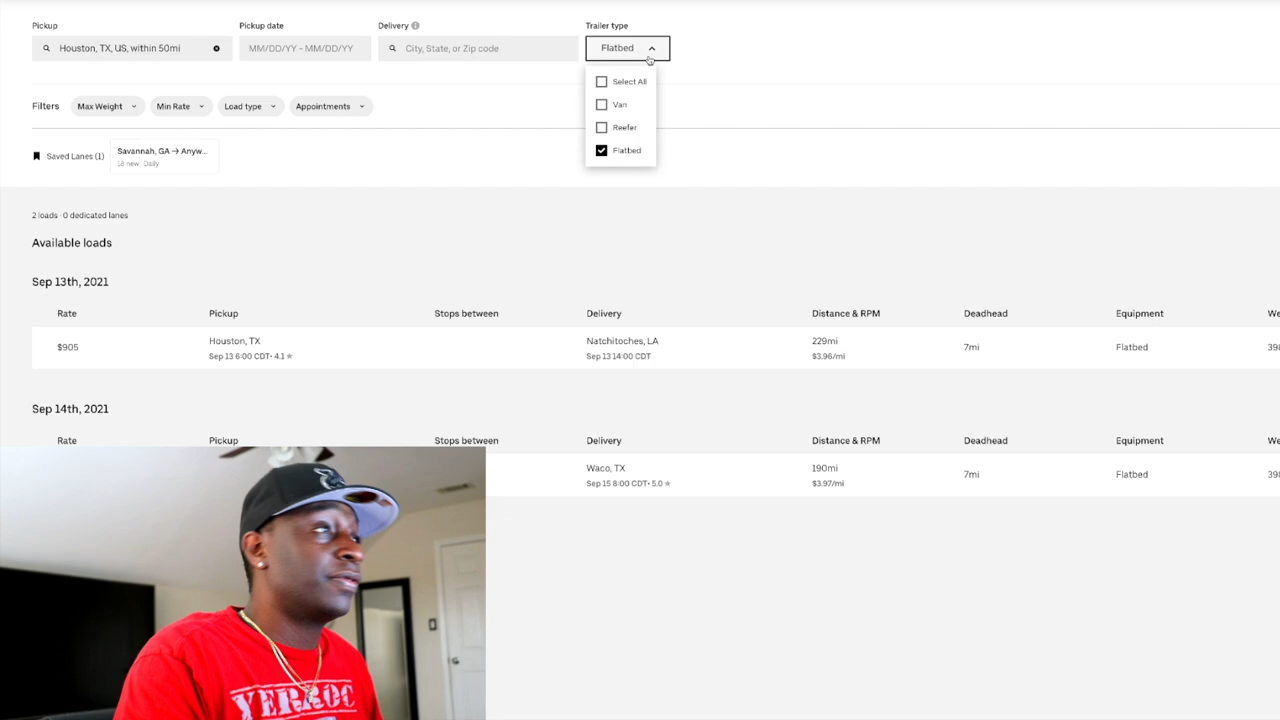 Pickup
Pickup date
Delivery
Trailer type
Houston, TX, US, within 50mi
MM/DD/YY - MM/DD/YY
City, State, or Zip code
Flatbed
Select All
Van
Reefer
Flatbed
Filters
Max Weight
Min Rate
Load type
Appointments
Saved Lanes (1)
Savannah, GA → Anyw...
18 new · Daily
2 loads · 0 dedicated lanes
Available loads
Sep 13th, 2021
Rate Pickup Stops between Delivery Distance & RPM Deadhead Equipment We
$905 Houston, TX Natchitoches, LA 229mi 7mi Flatbed 398
Sep 13 6:00 CDT • 4.1 ★ Sep 13 14:00 CDT $3.96/mi
Sep 14th, 2021
Rate Pickup Stops between Delivery Distance & RPM Deadhead Equipment We
Waco, TX 190mi 7mi Flatbed 398
Sep 15 8:00 CDT • 5.0 ★ $3.97/mi
YERROC